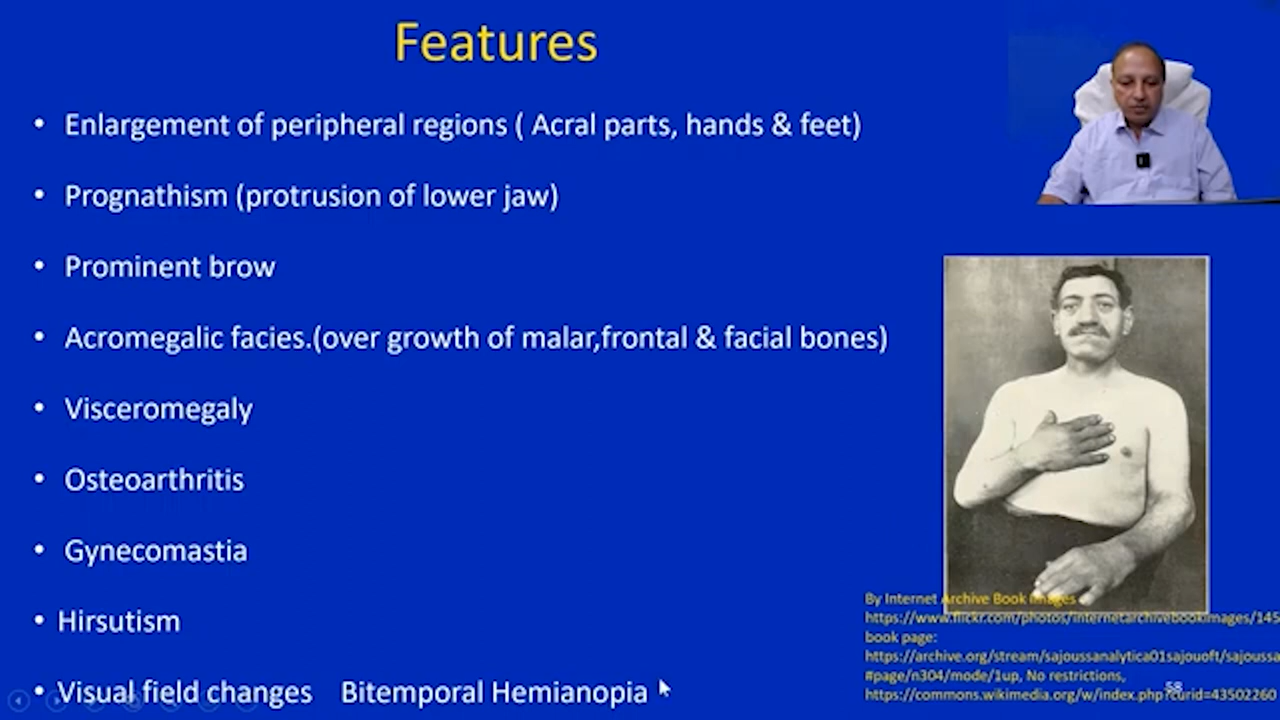 Features
• Enlargement of peripheral regions ( Acral parts, hands & feet)
• Prognathism (protrusion of lower jaw)
• Prominent brow
• Acromegalic facies.(over growth of malar,frontal & facial bones)
• Visceromegaly
• Osteoarthritis
• Gynecomastia
• Hirsutism
• Visual field changes Bitemporal Hemianopia
By Internet Archive Book Images
https://www.flickr.com/photos/internetarchivebookimages/145
book page:
https://archive.org/stream/sajoussanalytica01sajouoft/sajoussa
#page/n304/mode/1up, No restrictions,
https://commons.wikimedia.org/w/index.php?curid=43502260
58